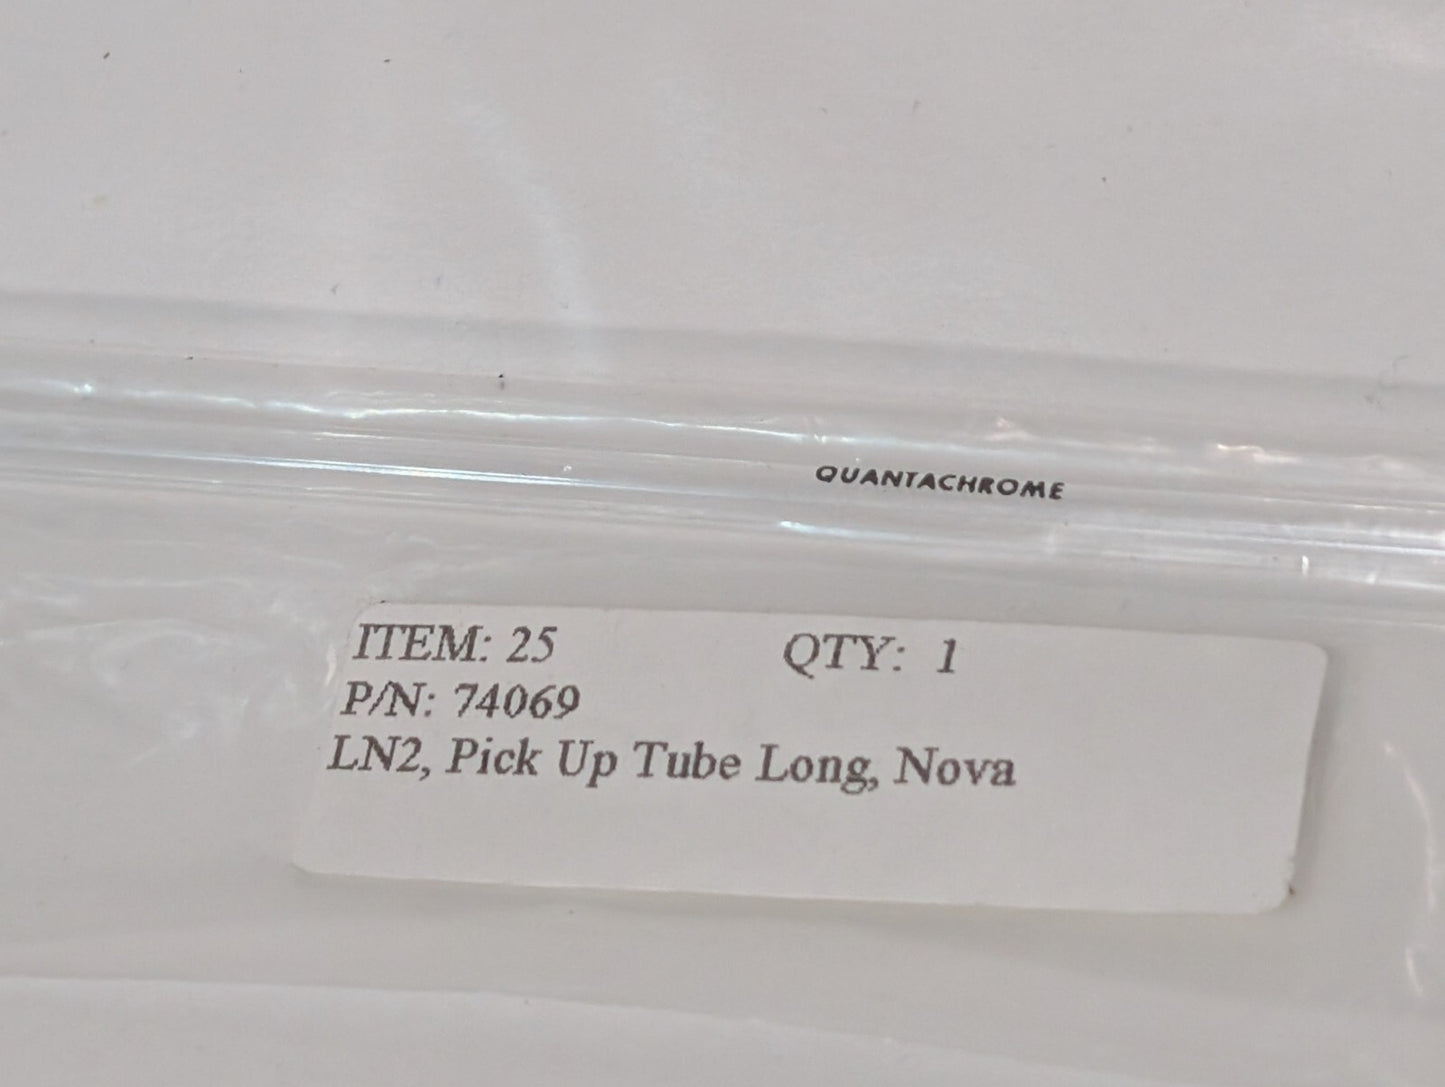 QUANTACHROME
ITEM: 25 QTY: 1
P/N: 74069
LN2, Pick Up Tube Long, Nova